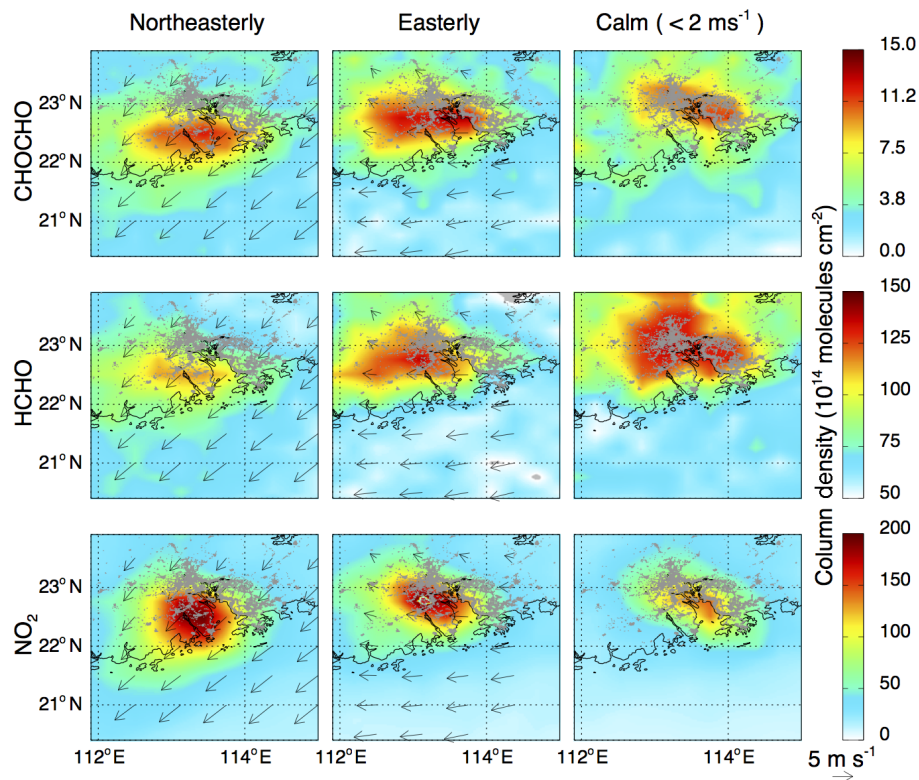 Northeasterly Easterly Calm ( < 2 ms⁻¹ )
CHOCHO
23° N
22° N
21° N
15.0
11.2
7.5
3.8
0.0
HCHO
23° N
22° N
21° N
150
125
100
75
50
NO₂
23° N
22° N
21° N
200
150
100
50
0
Column density (10¹⁴ molecules cm⁻²)
112° E 114° E 112° E 114° E 112° E 114° E
5 m s⁻¹